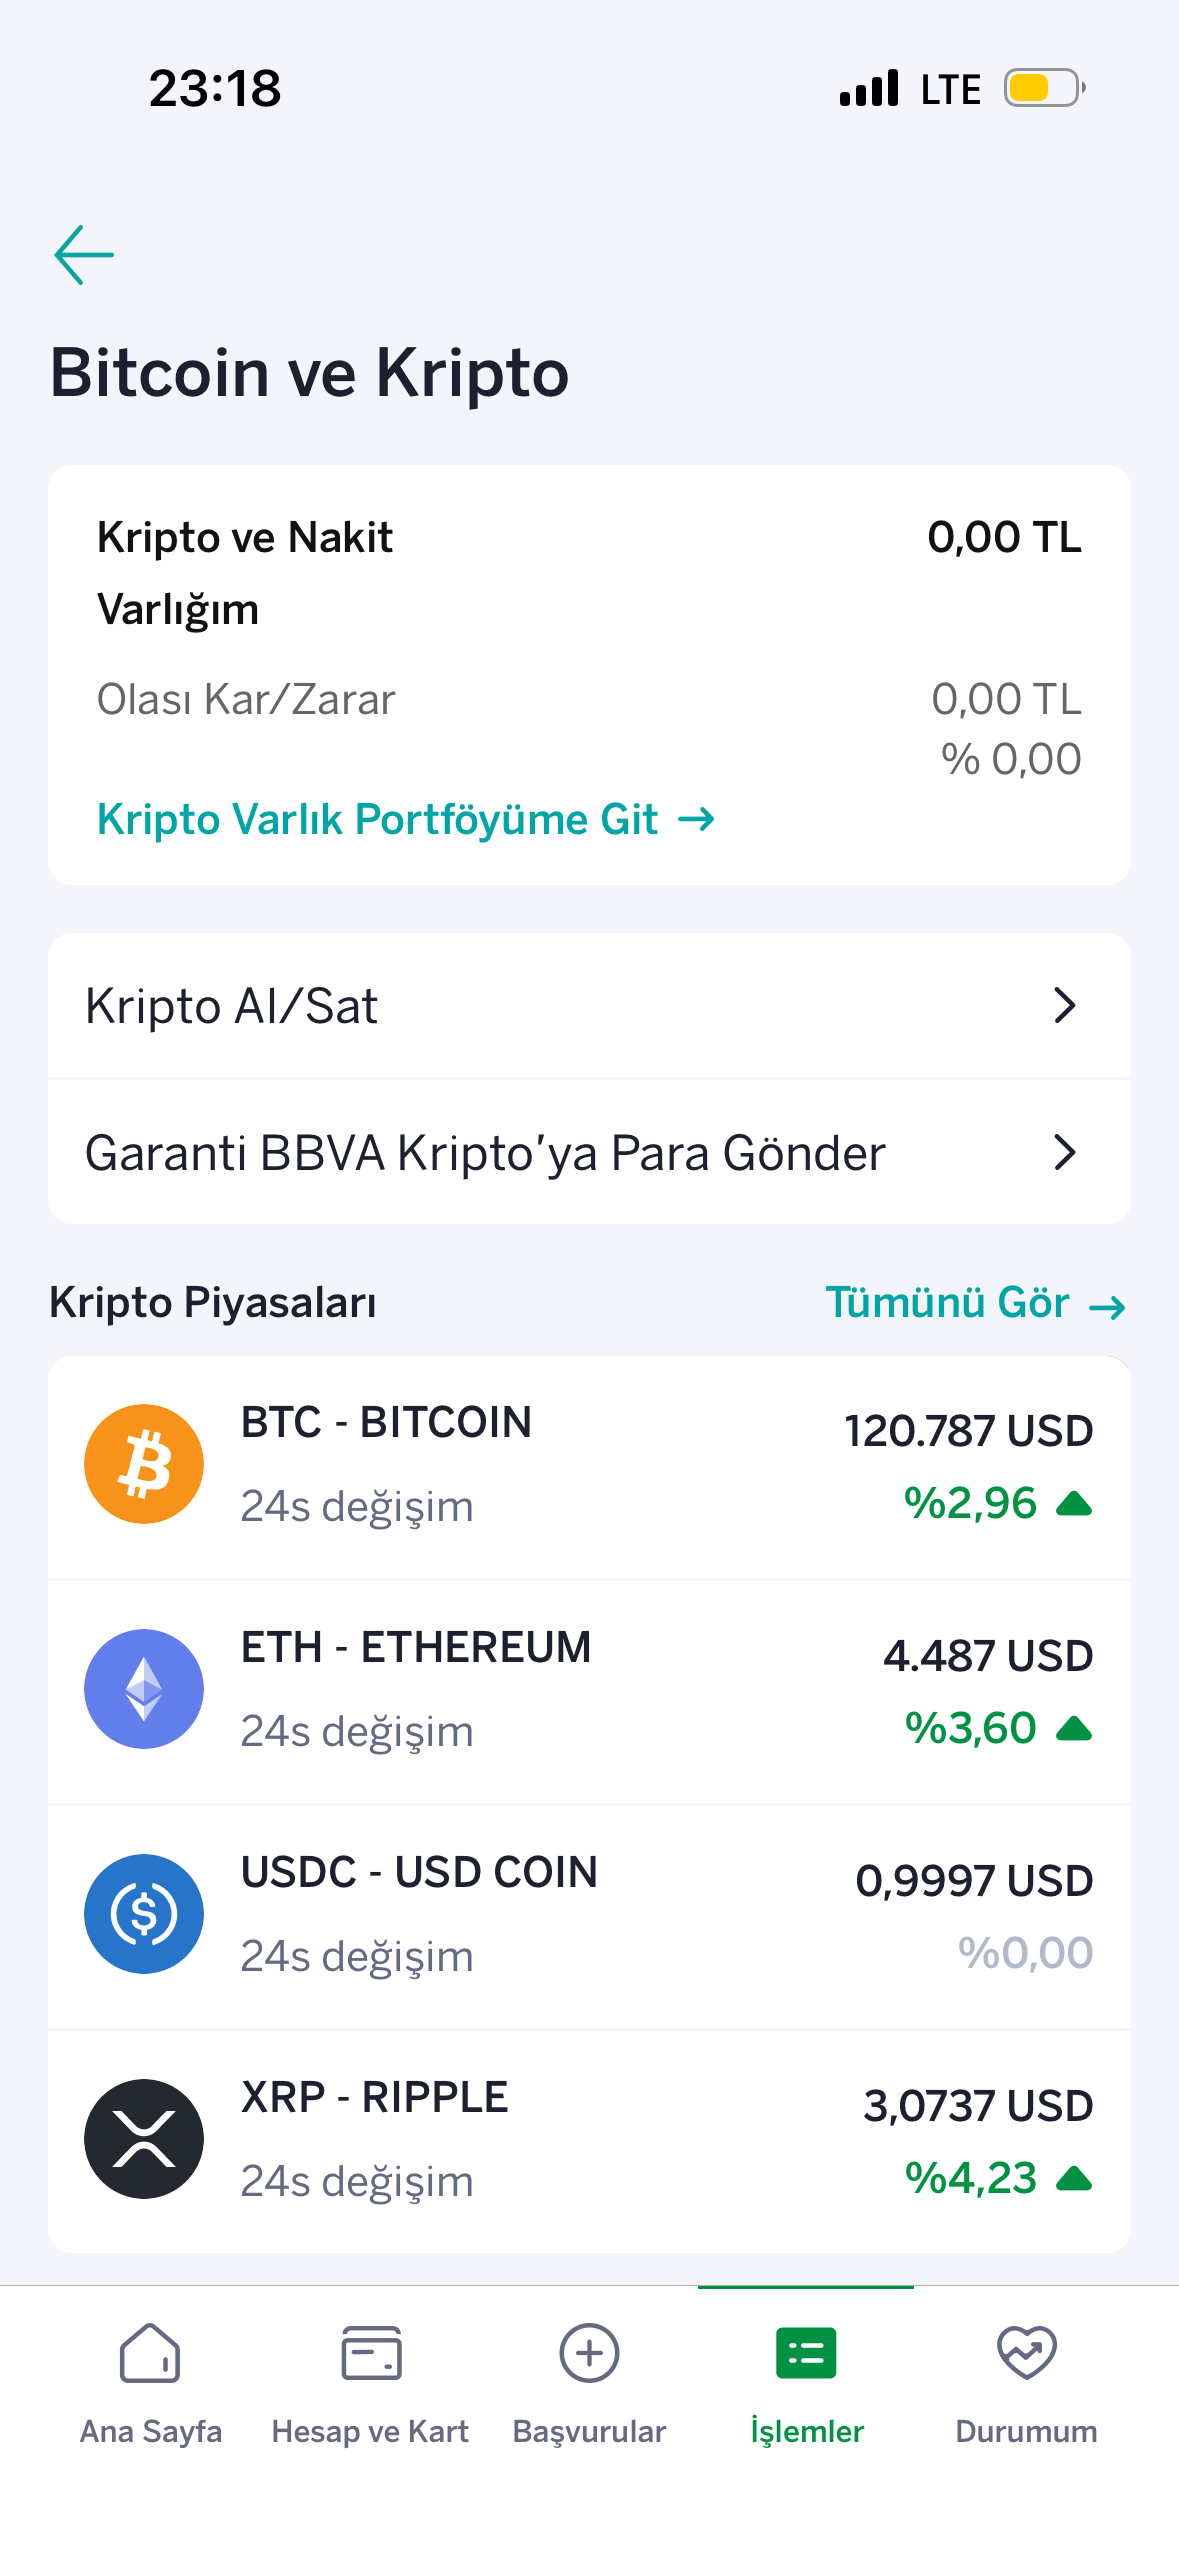 23:18 LTE
Bitcoin ve Kripto
Kripto ve Nakit 0,00 TL
Varlığım
Olası Kar/Zarar 0,00 TL
% 0,00
Kripto Varlık Portföyüme Git →
Kripto Al/Sat
Garanti BBVA Kripto'ya Para Gönder
Kripto Piyasaları Tümünü Gör →
BTC - BITCOIN 120.787 USD
24s değişim %2,96
ETH - ETHEREUM 4.487 USD
24s değişim %3,60
USDC - USD COIN 0,9997 USD
24s değişim %0,00
XRP - RIPPLE 3,0737 USD
24s değişim %4,23
Ana Sayfa Hesap ve Kart Başvurular İşlemler Durumum